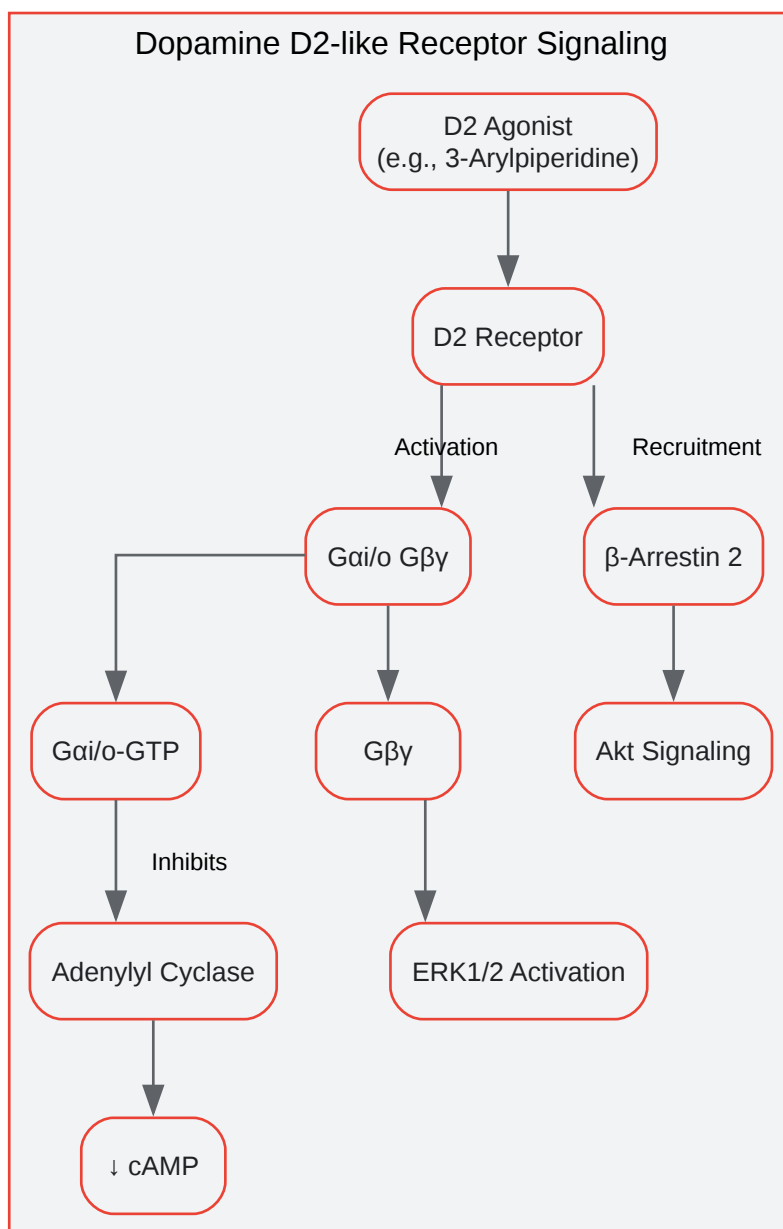 Dopamine D2-like Receptor Signaling
D2 Agonist
(e.g., 3-Arylpiperidine)
D2 Receptor
Activation
Recruitment
Gαi/o Gβγ
β-Arrestin 2
Gαi/o-GTP
Gβγ
Akt Signaling
Inhibits
Adenylyl Cyclase
ERK1/2 Activation
↓ cAMP